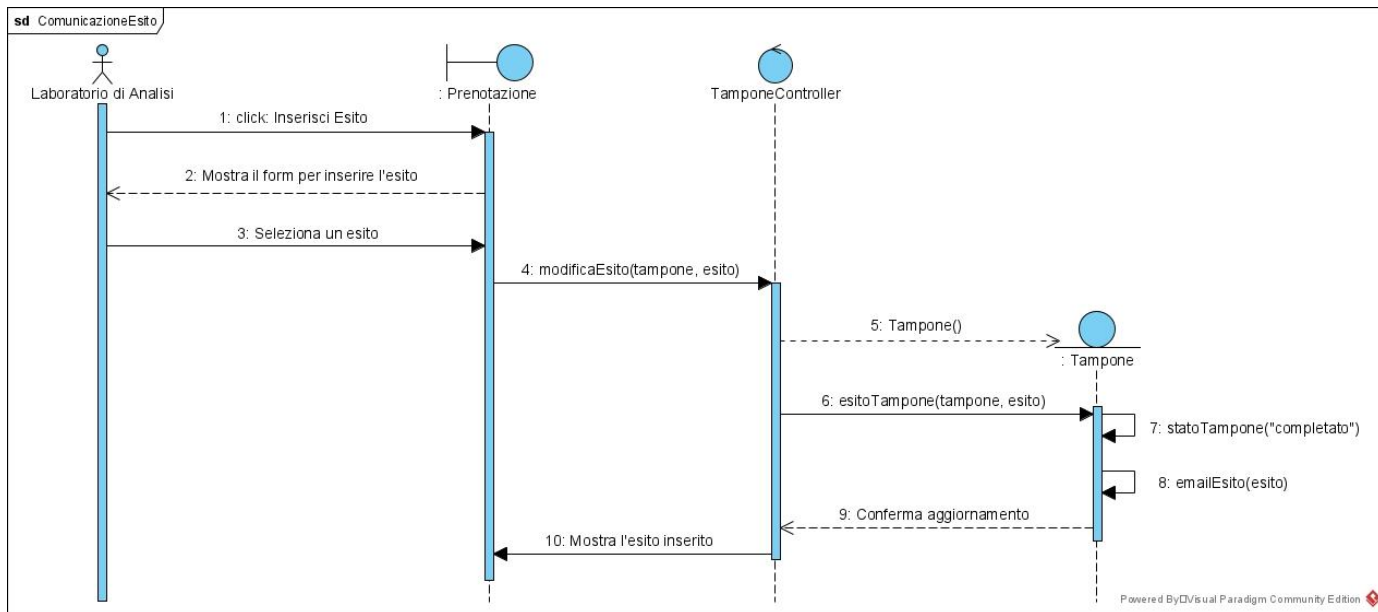 sd ComunicazioneEsito
Laboratorio di Analisi
: Prenotazione
TamponeController
1: click: Inserisci Esito
2: Mostra il form per inserire l'esito
3: Seleziona un esito
4: modificaEsito(tampone, esito)
5: Tampone()
: Tampone
6: esitoTampone(tampone, esito)
7: statoTampone("completato")
8: emailEsito(esito)
9: Conferma aggiornamento
10: Mostra l'esito inserito
Powered By Visual Paradigm Community Edition